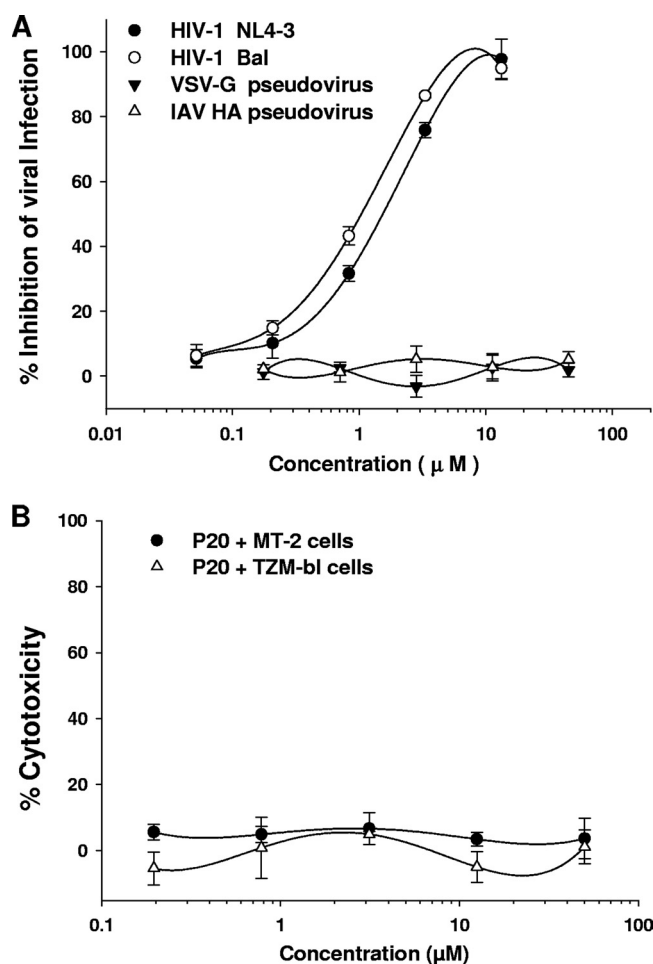 A
HIV-1 NL4-3
HIV-1 Bal
VSV-G pseudovirus
IAV HA pseudovirus
% Inhibition of viral Infection
100
80
60
40
20
0
0.01
0.1
1
10
100
Concentration ( μ M )
B
P20 + MT-2 cells
P20 + TZM-bl cells
% Cytotoxicity
100
80
60
40
20
0
0.1
1
10
100
Concentration (μM)